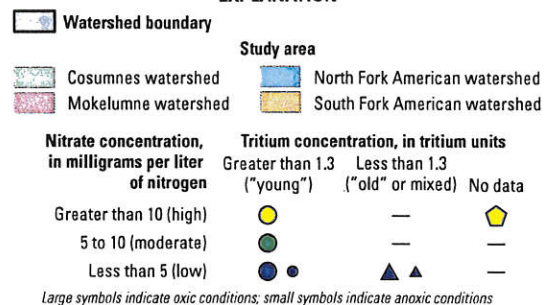 EXPLANATION
Watershed boundary
Study area
Cosumnes watershed
North Fork American watershed
Mokelumne watershed
South Fork American watershed
Nitrate concentration,
in milligrams per liter
of nitrogen
Tritium concentration, in tritium units
Greater than 1.3
("young")
Less than 1.3
("old" or mixed)
No data
Greater than 10 (high)
—
5 to 10 (moderate)
— —
Less than 5 (low)
—
Large symbols indicate oxic conditions; small symbols indicate anoxic conditions